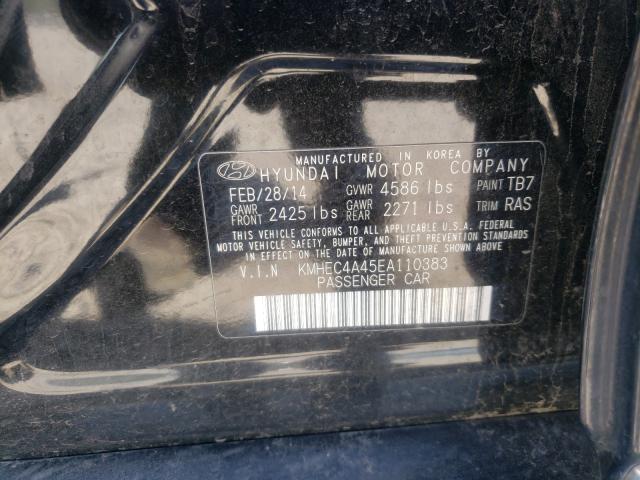 MANUFACTURED IN KOREA BY
HYUNDAI MOTOR COMPANY
FEB/28/14 GVWR 4586 lbs PAINT TB7
GAWR FRONT 2425 lbs GAWR REAR 2271 lbs TRIM RAS
THIS VEHICLE CONFORMS TO ALL APPLICABLE U.S.A. FEDERAL
MOTOR VEHICLE SAFETY, BUMPER, AND THEFT PREVENTION STANDARDS
IN EFFECT ON THE DATE OF MANUFACTURE SHOWN ABOVE.
V.I.N KMHEC4A45EA110383
PASSENGER CAR